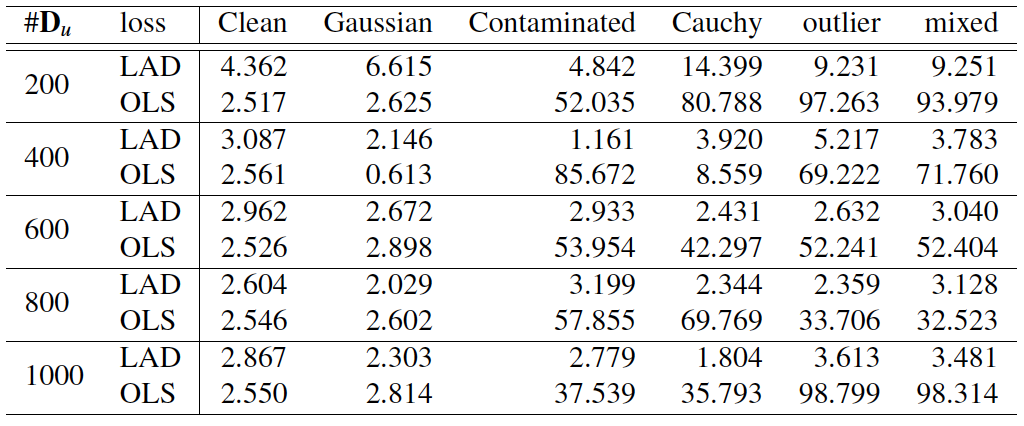 #Dᵤ loss Clean Gaussian Contaminated Cauchy outlier mixed
200 LAD 4.362 6.615 4.842 14.399 9.231 9.251
OLS 2.517 2.625 52.035 80.788 97.263 93.979
400 LAD 3.087 2.146 1.161 3.920 5.217 3.783
OLS 2.561 0.613 85.672 8.559 69.222 71.760
600 LAD 2.962 2.672 2.933 2.431 2.632 3.040
OLS 2.526 2.898 53.954 42.297 52.241 52.404
800 LAD 2.604 2.029 3.199 2.344 2.359 3.128
OLS 2.546 2.602 57.855 69.769 33.706 32.523
1000 LAD 2.867 2.303 2.779 1.804 3.613 3.481
OLS 2.550 2.814 37.539 35.793 98.799 98.314